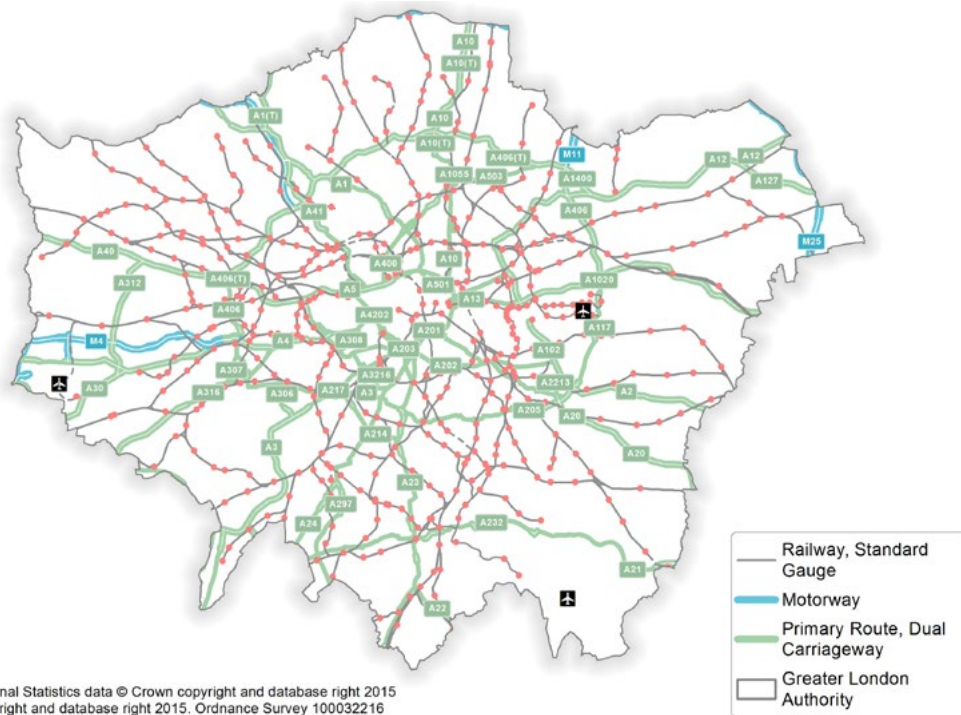 A10
A10(T)
A1(T)
A10
A10(T)
A406(T)
M11
A12
A12
A1055
A503
A1400
A127
A1
A41
A406
M25
A40
A400
A10
A312
A406(T)
A5
A501
A1020
A13
A406
A4202
A117
M4
A4
A308
A201
A203
A202
A102
A307
A3216
A2213
A30
A316
A306
A217
A3
A2
A205
A20
A214
A3
A20
A23
A297
A24
A232
A21
A22
Railway, Standard
Gauge
Motorway
Primary Route, Dual
Carriageway
Greater London
Authority
nal Statistics data © Crown copyright and database right 2015
right and database right 2015. Ordnance Survey 100032216